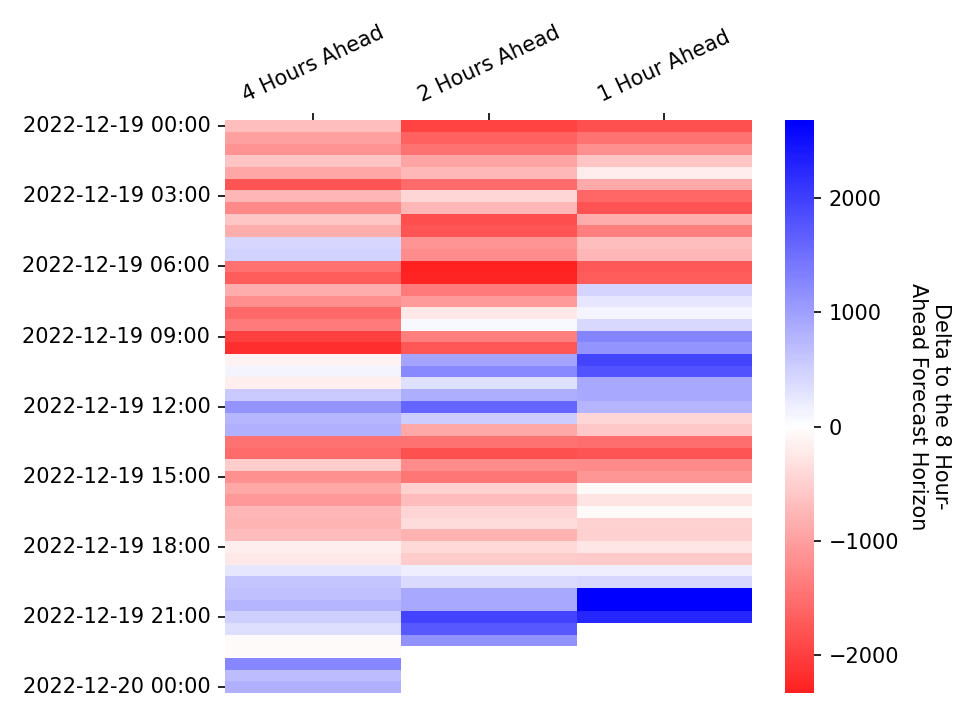 4 Hours Ahead
2 Hours Ahead
1 Hour Ahead
2022-12-19 00:00
2022-12-19 03:00
2022-12-19 06:00
2022-12-19 09:00
2022-12-19 12:00
2022-12-19 15:00
2022-12-19 18:00
2022-12-19 21:00
2022-12-20 00:00
2000
1000
0
−1000
−2000
Delta to the 8 Hour-
Ahead Forecast Horizon